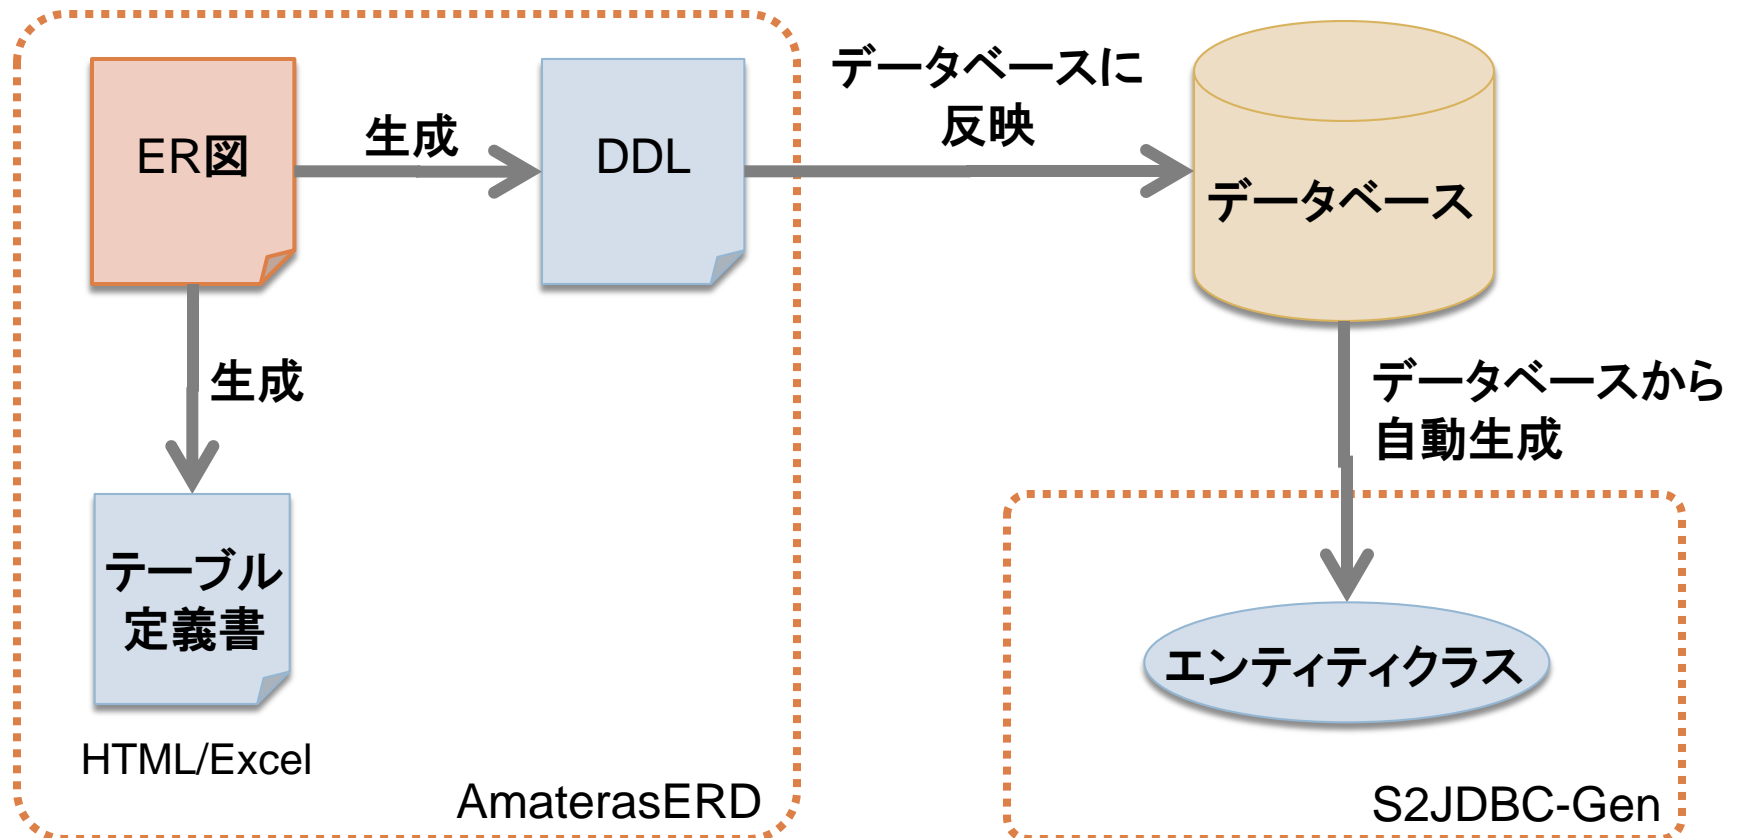 ER図
生成
DDL
データベースに
反映
データベース
生成
データベースから
自動生成
テーブル
定義書
エンティティクラス
HTML/Excel
AmaterasERD
S2JDBC-Gen